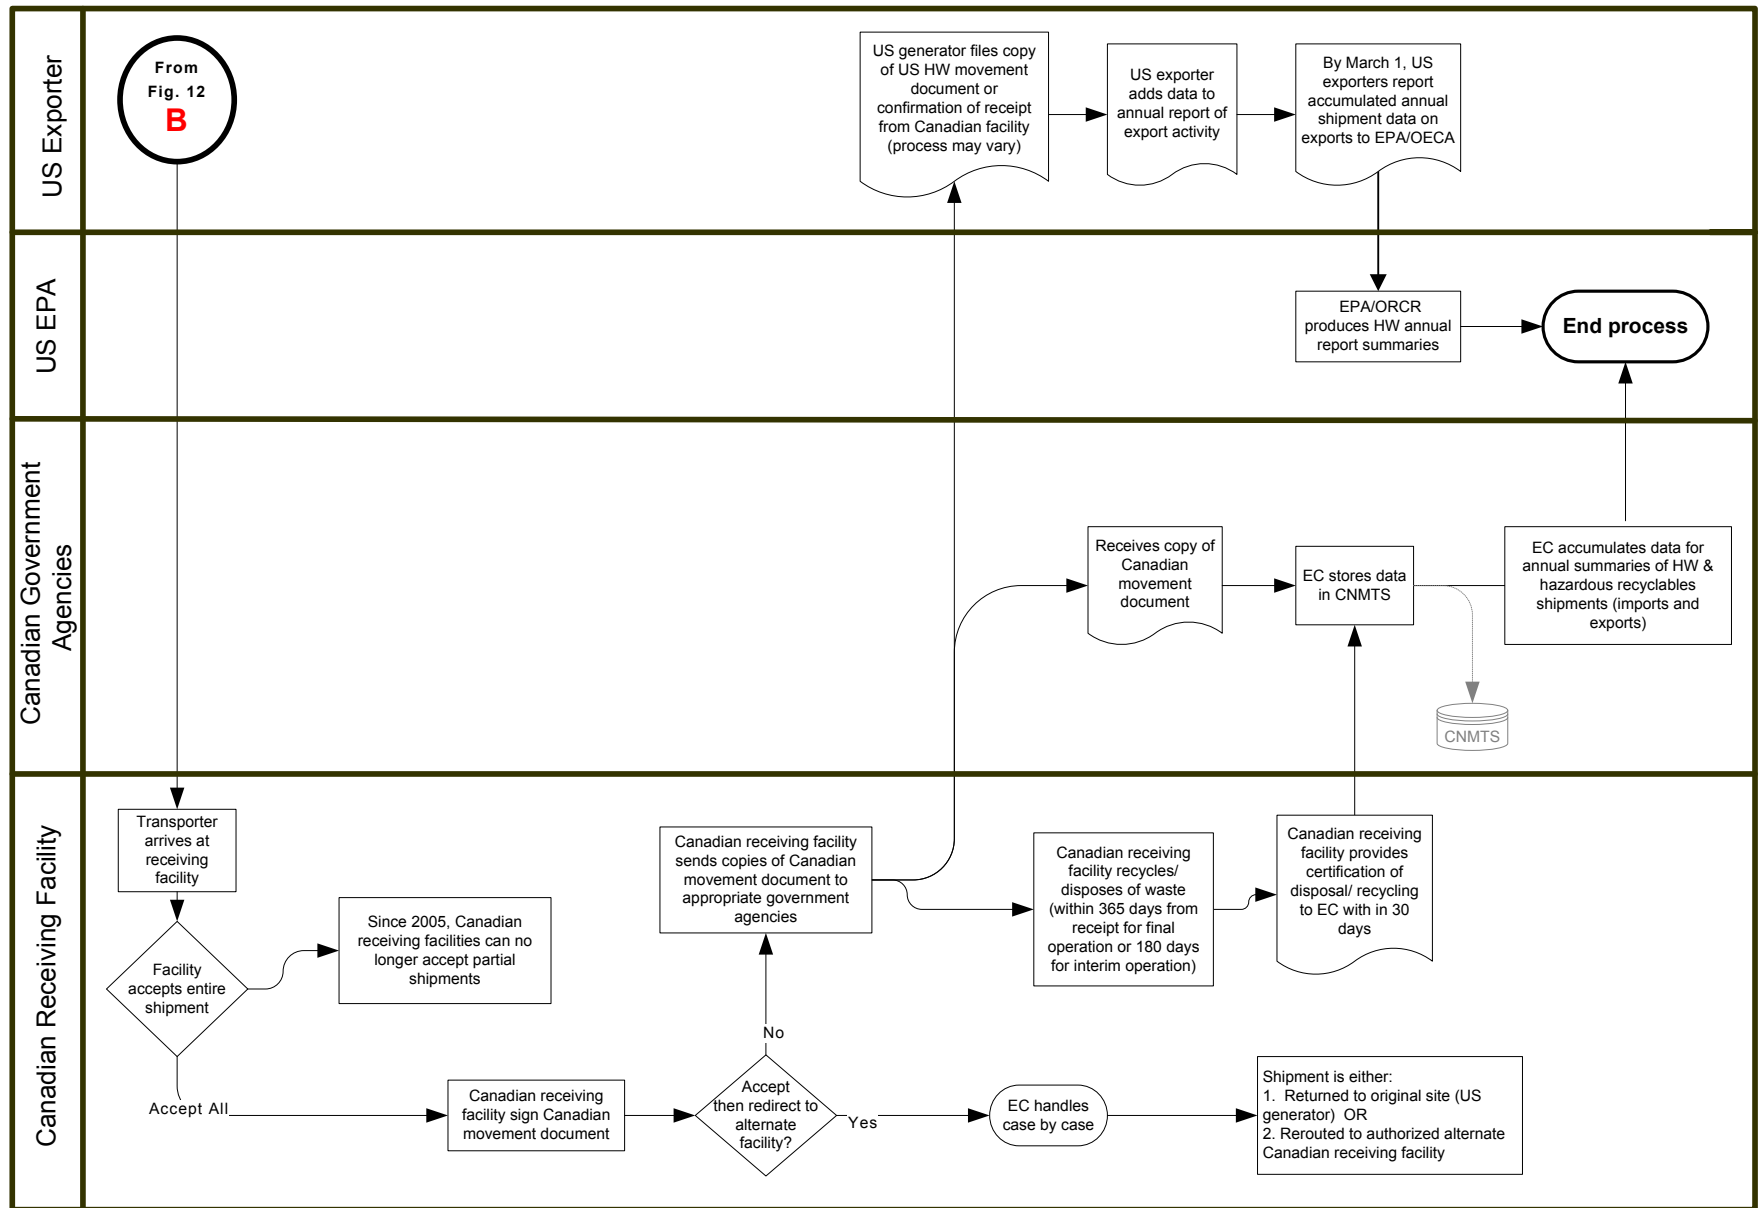 US Exporter
From
Fig. 12
B
US generator files copy
of US HW movement
document or
confirmation of receipt
from Canadian facility
(process may vary)
US exporter
adds data to
annual report of
export activity
By March 1, US
exporters report
accumulated annual
shipment data on
exports to EPA/OECA
US EPA
EPA/ORCR
produces HW annual
report summaries
End process
Canadian Government
Agencies
Receives copy of
Canadian
movement
document
EC stores data
in CNMTS
EC accumulates data for
annual summaries of HW &
hazardous recyclables
shipments (imports and
exports)
CNMTS
Canadian Receiving Facility
Transporter
arrives at
receiving
facility
Facility
accepts entire
shipment
Since 2005, Canadian
receiving facilities can no
longer accept partial
shipments
Accept All
Canadian receiving
facility sign Canadian
movement document
Accept
then redirect to
alternate
facility?
No
Yes
Canadian receiving facility
sends copies of Canadian
movement document to
appropriate government
agencies
Canadian receiving
facility recycles/
disposes of waste
(within 365 days from
receipt for final
operation or 180 days
for interim operation)
Canadian receiving
facility provides
certification of
disposal/ recycling
to EC with in 30
days
EC handles
case by case
Shipment is either:
1. Returned to original site (US
generator) OR
2. Rerouted to authorized alternate
Canadian receiving facility